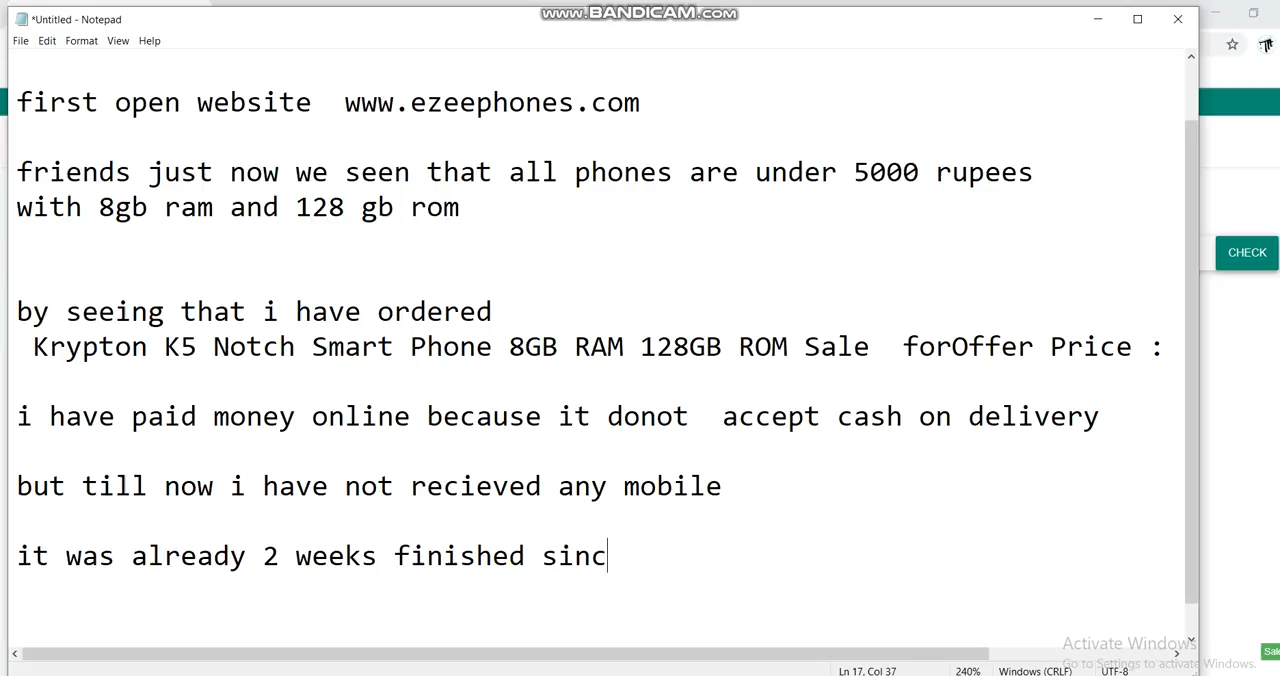 www.BANDICAM.com
*Untitled - Notepad
File Edit Format View Help
first open website  www.ezeephones.com
friends just now we seen that all phones are under 5000 rupees
with 8gb ram and 128 gb rom
CHECK
by seeing that i have ordered
Krypton K5 Notch Smart Phone 8GB RAM 128GB ROM Sale  forOffer Price :
i have paid money online because it donot  accept cash on delivery
but till now i have not recieved any mobile
it was already 2 weeks finished sinc
Activate Windows
Go to Settings to activate Windows.
Sale
Ln 17, Col 37 240% Windows (CRLF) UTF-8